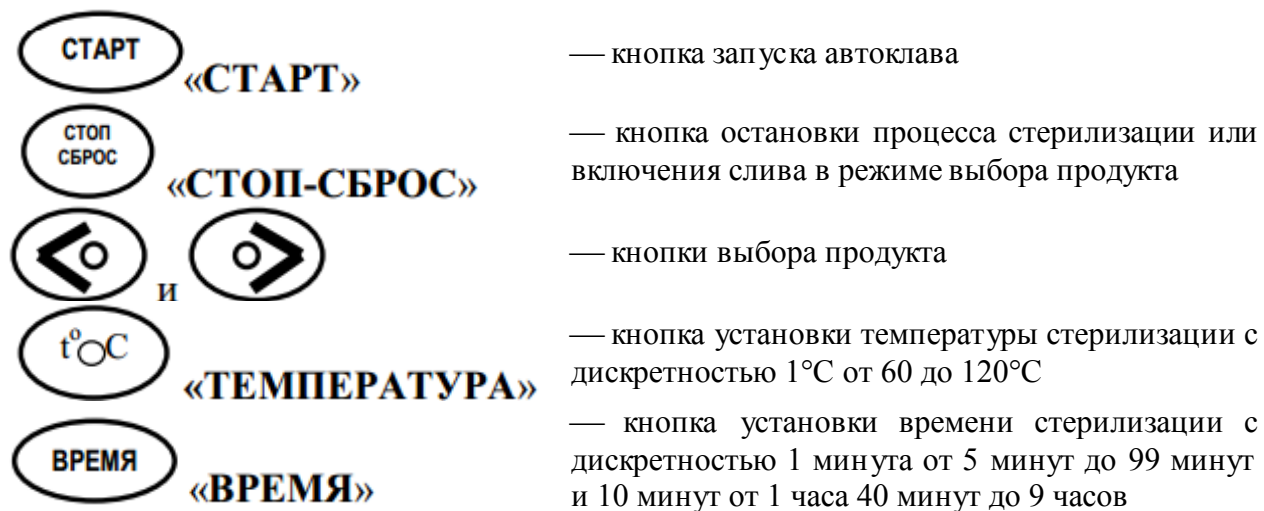 СТАРТ «СТАРТ» — кнопка запуска автоклава
СТОП
СБРОС «СТОП-СБРОС» — кнопка остановки процесса стерилизации или
включения слива в режиме выбора продукта
и — кнопки выбора продукта
t°C «ТЕМПЕРАТУРА» — кнопка установки температуры стерилизации с
дискретностью 1°С от 60 до 120°С
ВРЕМЯ «ВРЕМЯ» — кнопка установки времени стерилизации с
дискретностью 1 минута от 5 минут до 99 минут
и 10 минут от 1 часа 40 минут до 9 часов